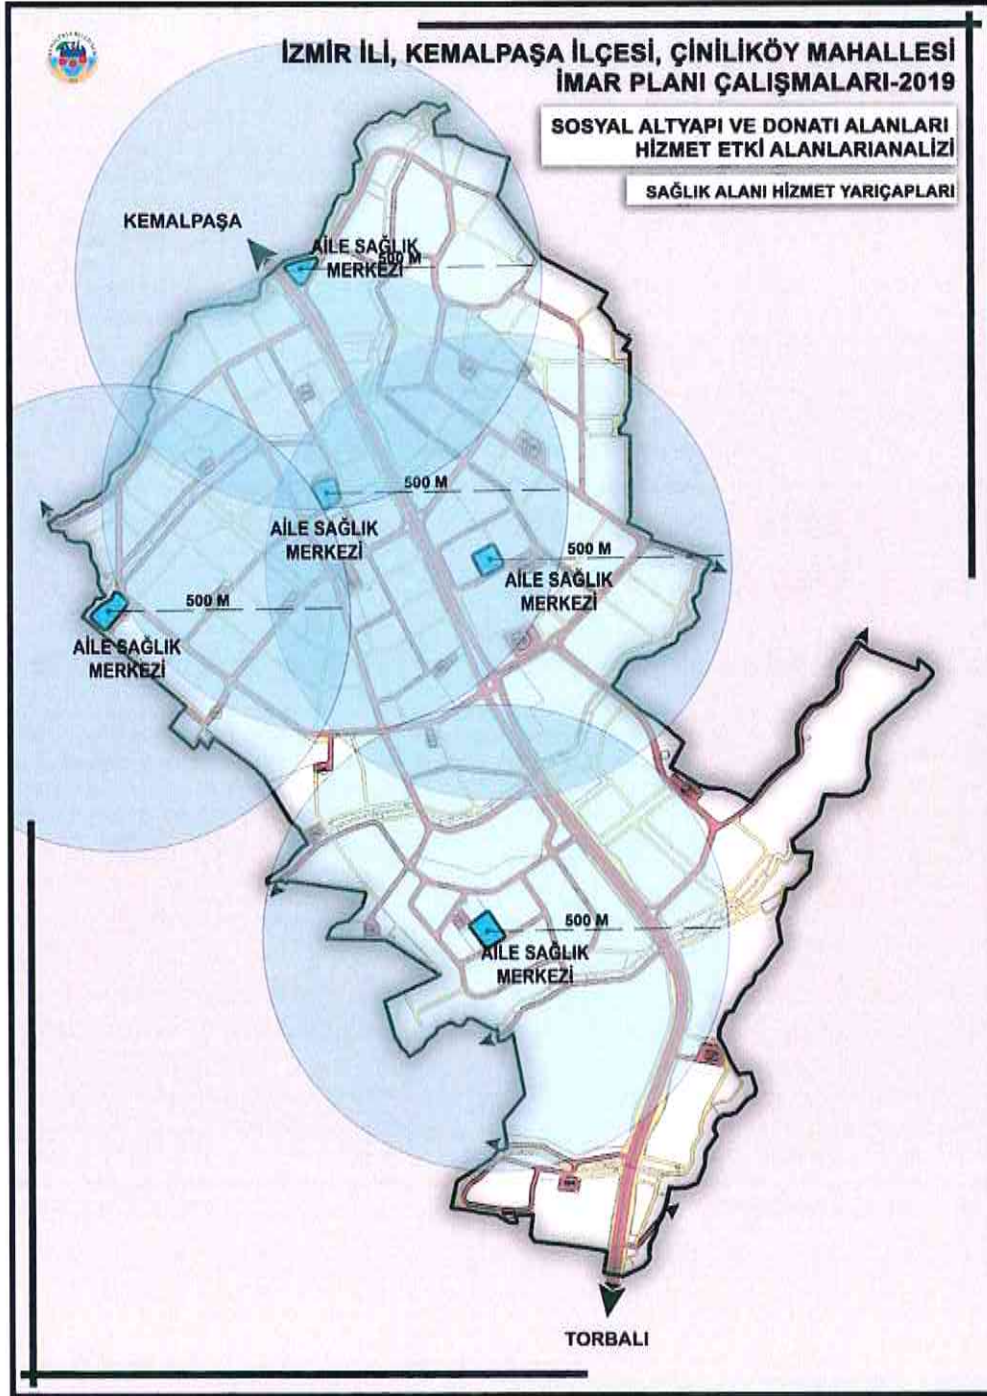 İZMİR İLİ, KEMALPAŞA İLÇESİ, ÇİNİLİKÖY MAHALLESİ
İMAR PLANI ÇALIŞMALARI-2019
SOSYAL ALTYAPI VE DONATI ALANLARI
HİZMET ETKİ ALANLARIANALİZİ
SAĞLIK ALANI HİZMET YARIÇAPLARI
KEMALPAŞA
AİLE SAĞLIK
MERKEZİ
500 M
500 M
AİLE SAĞLIK
MERKEZİ
500 M
AİLE SAĞLIK
MERKEZİ
500 M
AİLE SAĞLIK
MERKEZİ
500 M
AİLE SAĞLIK
MERKEZİ
TORBALI